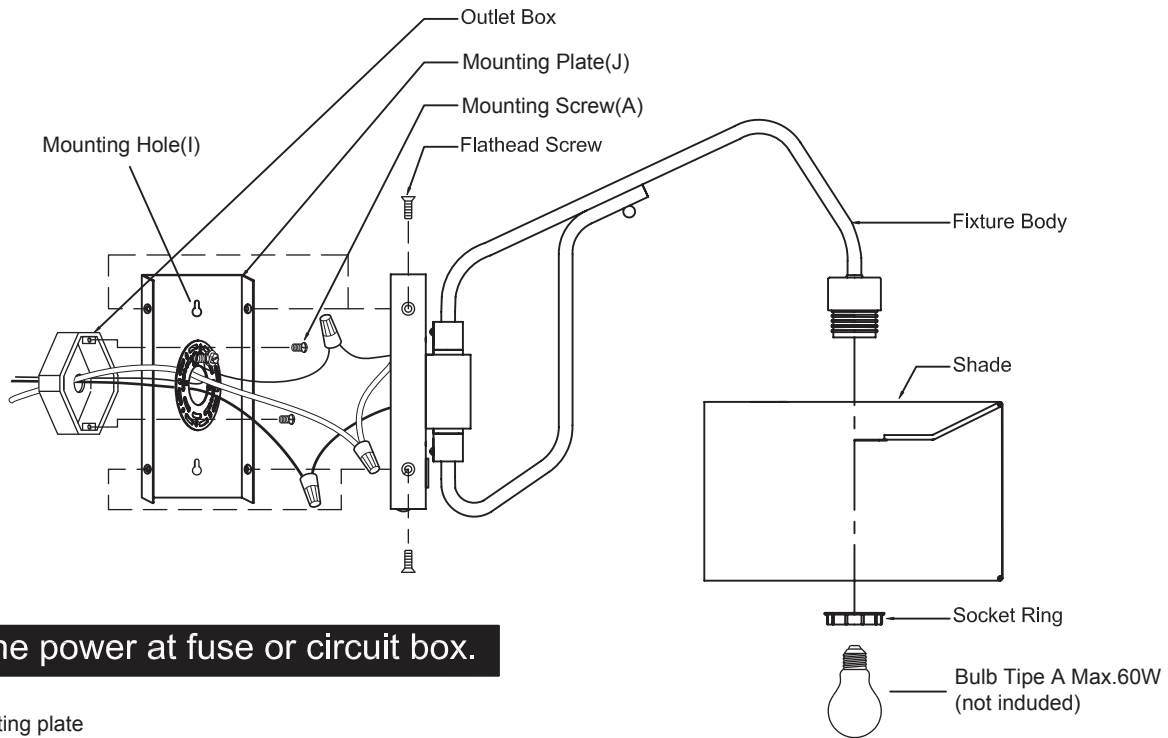 Outlet Box
Mounting Plate(J)
Mounting Screw(A)
Mounting Hole(I)
Flathead Screw
Fixture Body
Shade
Socket Ring
Bulb Tipe A Max.60W
(not induded)
ne power at fuse or circuit box.
ting plate